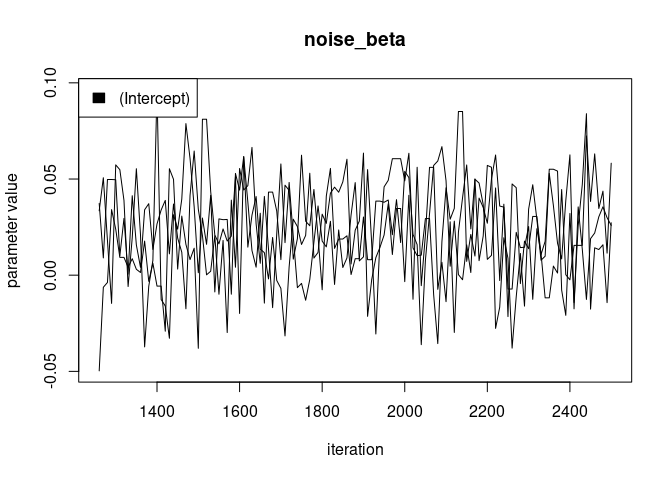 noise_beta
(Intercept)
parameter value
0.10
0.05
0.00
-0.05
1400 1600 1800 2000 2200 2400
iteration